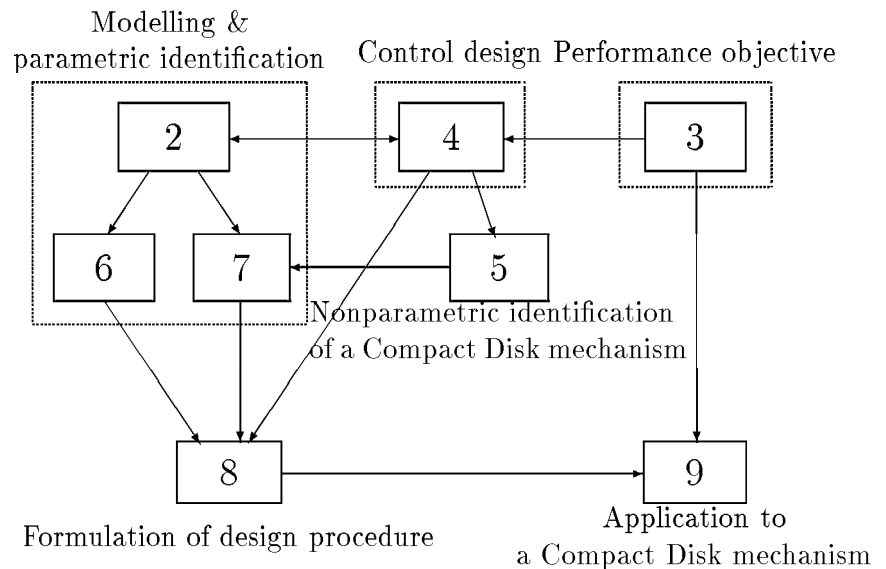 Modelling &
parametric identification
Control design
Performance objective
2
4
3
6
7
5
Nonparametric identification
of a Compact Disk mechanism
8
9
Formulation of design procedure
Application to
a Compact Disk mechanism